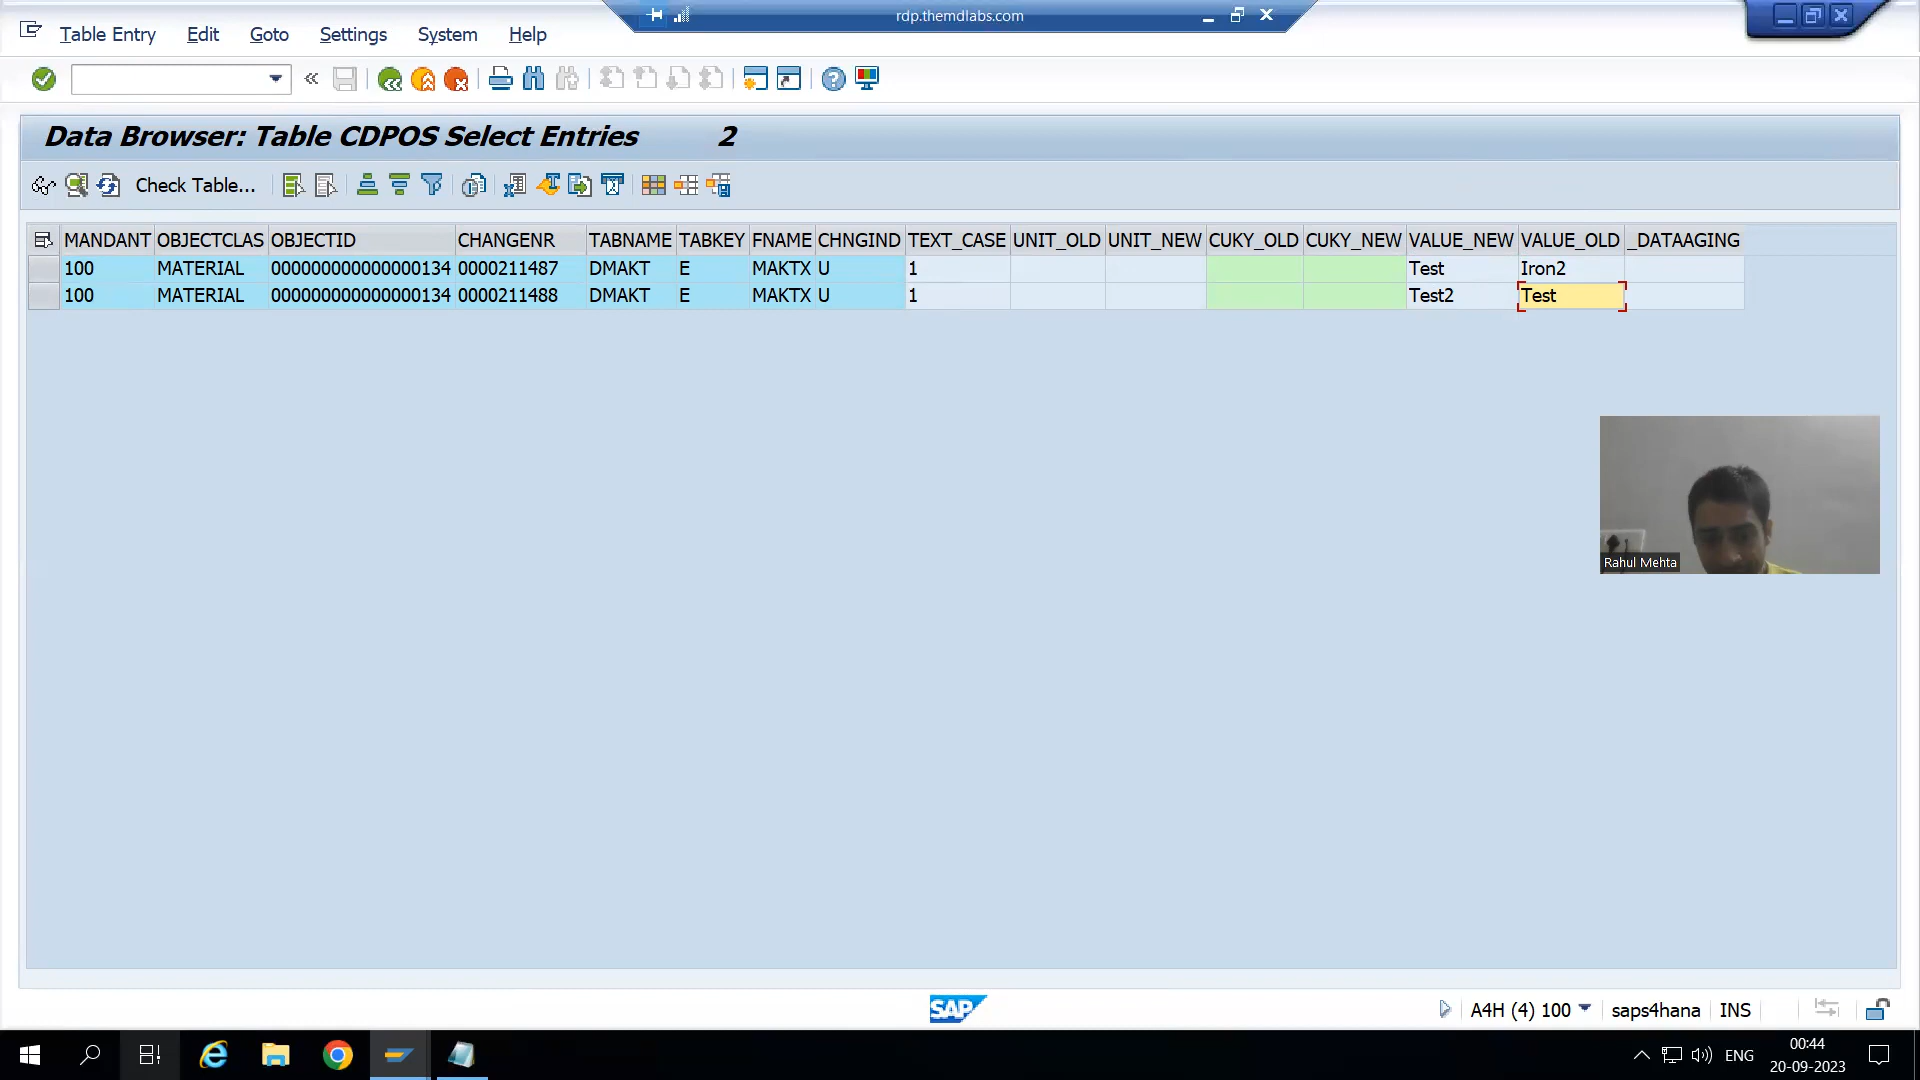 rdp.themdlabs.com
Table Entry Edit Goto Settings System Help
Data Browser: Table CDPOS Select Entries 2
Check Table...
MANDANT OBJECTCLAS OBJECTID CHANGENR TABNAME TABKEY FNAME CHNGIND TEXT_CASE UNIT_OLD UNIT_NEW CUKY_OLD CUKY_NEW VALUE_NEW VALUE_OLD _DATAAGING
100 MATERIAL 000000000000000134 0000211487 DMAKT E MAKTX U 1 Test Iron2
100 MATERIAL 000000000000000134 0000211488 DMAKT E MAKTX U 1 Test2 Test
Rahul Mehta
SAP A4H (4) 100 saps4hana INS
ENG 00:44
20-09-2023